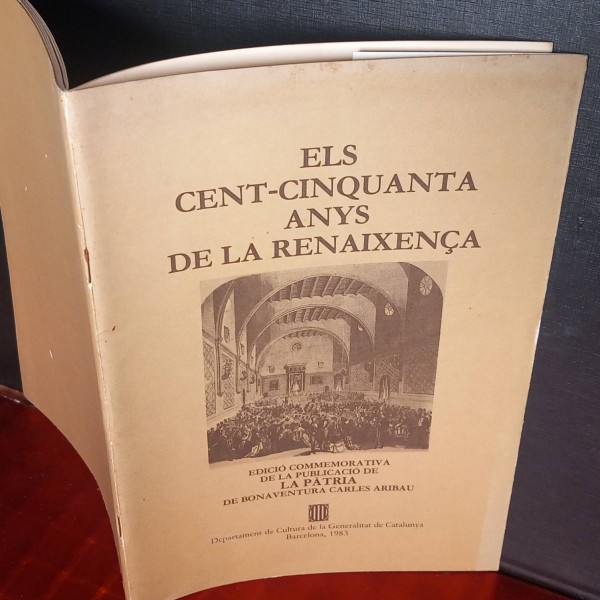 ELS
CENT-CINQUANTA
ANYS
DE LA RENAIXENÇA
EDICIÓ COMMEMORATIVA
DE LA PUBLICACIÓ DE
LA PÀTRIA
DE BONAVENTURA CARLES ARIBAU
Departament de Cultura de la Generalitat de Catalunya
Barcelona, 1983